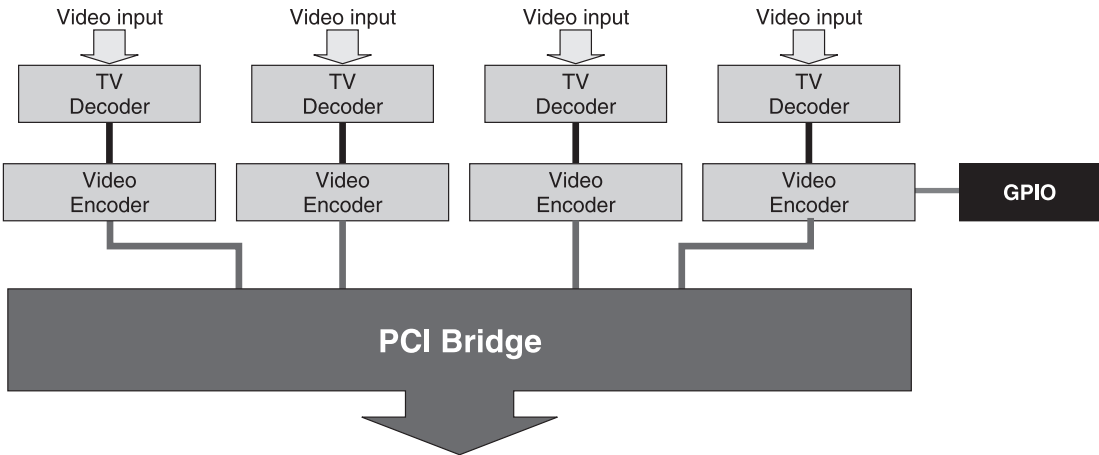 Video input
Video input
Video input
Video input
TV
Decoder
TV
Decoder
TV
Decoder
TV
Decoder
Video
Encoder
Video
Encoder
Video
Encoder
Video
Encoder
GPIO
PCI Bridge